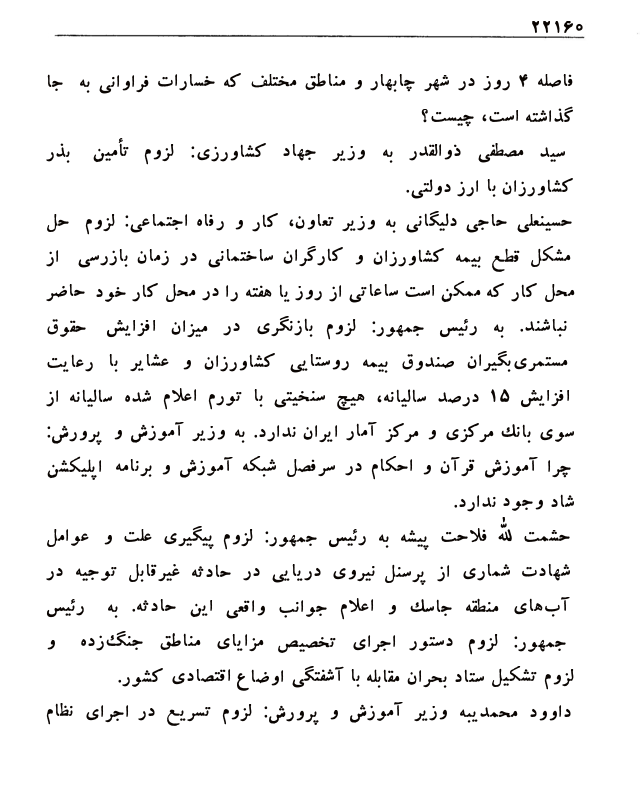 ۲۲۱۶۰
فاصله ۴ روز در شهر چابهار و مناطق مختلف که خسارات فراوانی به جا
گذاشته است، چیست؟
سید مصطفی ذوالقدر به وزیر جهاد کشاورزی: لزوم تأمین بذر
کشاورزان با ارز دولتی.
حسینعلی حاجی دلیگانی به وزیر تعاون، کار و رفاه اجتماعی: لزوم حل
مشکل قطع بیمه کشاورزان و کارگران ساختمانی در زمان بازرسی از
محل کار که ممکن است ساعاتی از روز یا هفته را در محل کار خود حاضر
نباشند. به رئیس جمهور: لزوم بازنگری در میزان افزایش حقوق
مستمری‌بگیران صندوق بیمه روستایی کشاورزان و عشایر با رعایت
افزایش ۱۵ درصد سالیانه، هیچ سنخیتی با تورم اعلام شده سالیانه از
سوی بانك مرکزی و مرکز آمار ایران ندارد. به وزیر آموزش و پرورش:
چرا آموزش قرآن و احکام در سرفصل شبکه آموزش و برنامه اپلیکشن
شاد وجود ندارد.
حشمت الله فلاحت پیشه به رئیس جمهور: لزوم پیگیری علت و عوامل
شهادت شماری از پرسنل نیروی دریایی در حادثه غیرقابل توجیه در
آب‌های منطقه جاسك و اعلام جوانب واقعی این حادثه. به رئیس
جمهور: لزوم دستور اجرای تخصیص مزایای مناطق جنگ‌زده و
لزوم تشکیل ستاد بحران مقابله با آشفتگی اوضاع اقتصادی کشور.
داوود محمدیبه وزیر آموزش و پرورش: لزوم تسریع در اجرای نظام